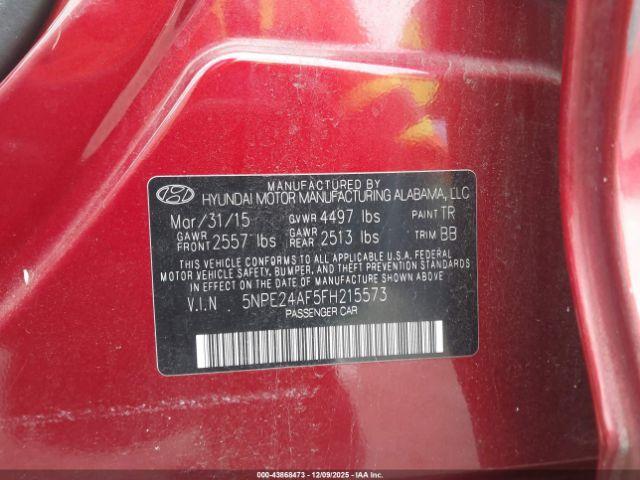 MANUFACTURED BY
HYUNDAI MOTOR MANUFACTURING ALABAMA, LLC
Mar/31/15 GVWR 4497 lbs PAINT TR
GAWR FRONT 2557 lbs GAWR REAR 2513 lbs TRIM BB
THIS VEHICLE CONFORMS TO ALL APPLICABLE U.S.A. FEDERAL
MOTOR VEHICLE SAFETY, BUMPER, AND THEFT PREVENTION
STANDARDS IN EFFECT ON THE DATE OF MANUFACTURE SHOWN ABOVE.
V.I.N 5NPE24AF5FH215573
PASSENGER CAR
000-43868473 - 12/09/2025 - IAAI.COM